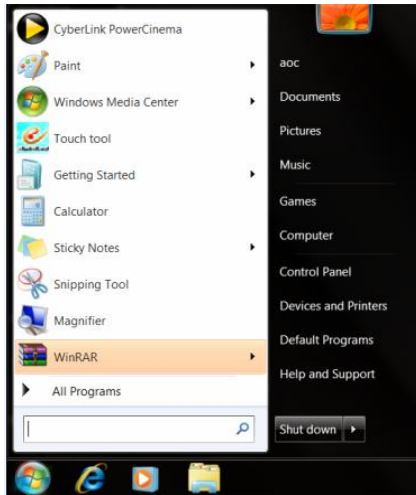 CyberLink PowerCinema
Paint
Windows Media Center
Touch tool
Getting Started
Calculator
Sticky Notes
Snipping Tool
Magnifier
WinRAR
All Programs
aoc
Documents
Pictures
Music
Games
Computer
Control Panel
Devices and Printers
Default Programs
Help and Support
Shut down